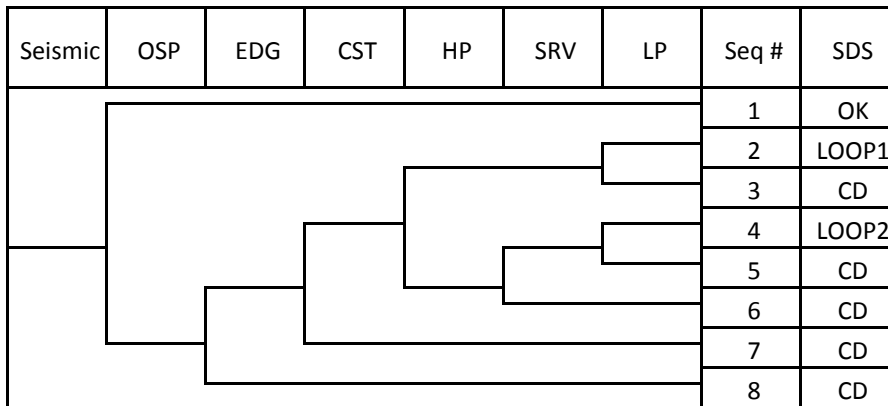 Seismic OSP EDG CST HP SRV LP Seq # SDS
1 OK
2 LOOP1
3 CD
4 LOOP2
5 CD
6 CD
7 CD
8 CD